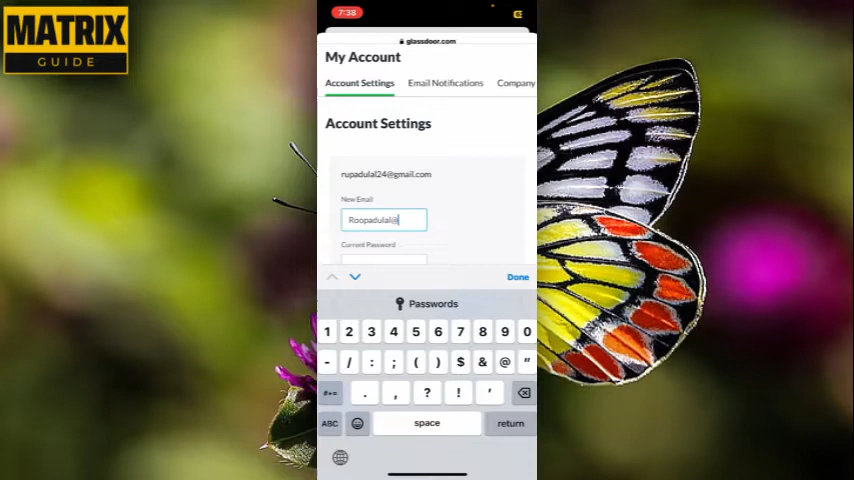 MATRIX
GUIDE
7:38
glassdoor.com
My Account
Account Settings Email Notifications Company
Account Settings
rupadulal24@gmail.com
New Email
Roopadulal@
Current Password
Done
Passwords
1 2 3 4 5 6 7 8 9 0
- / : ; ( ) $ & @ "
#+= . , ? ! '
ABC space return